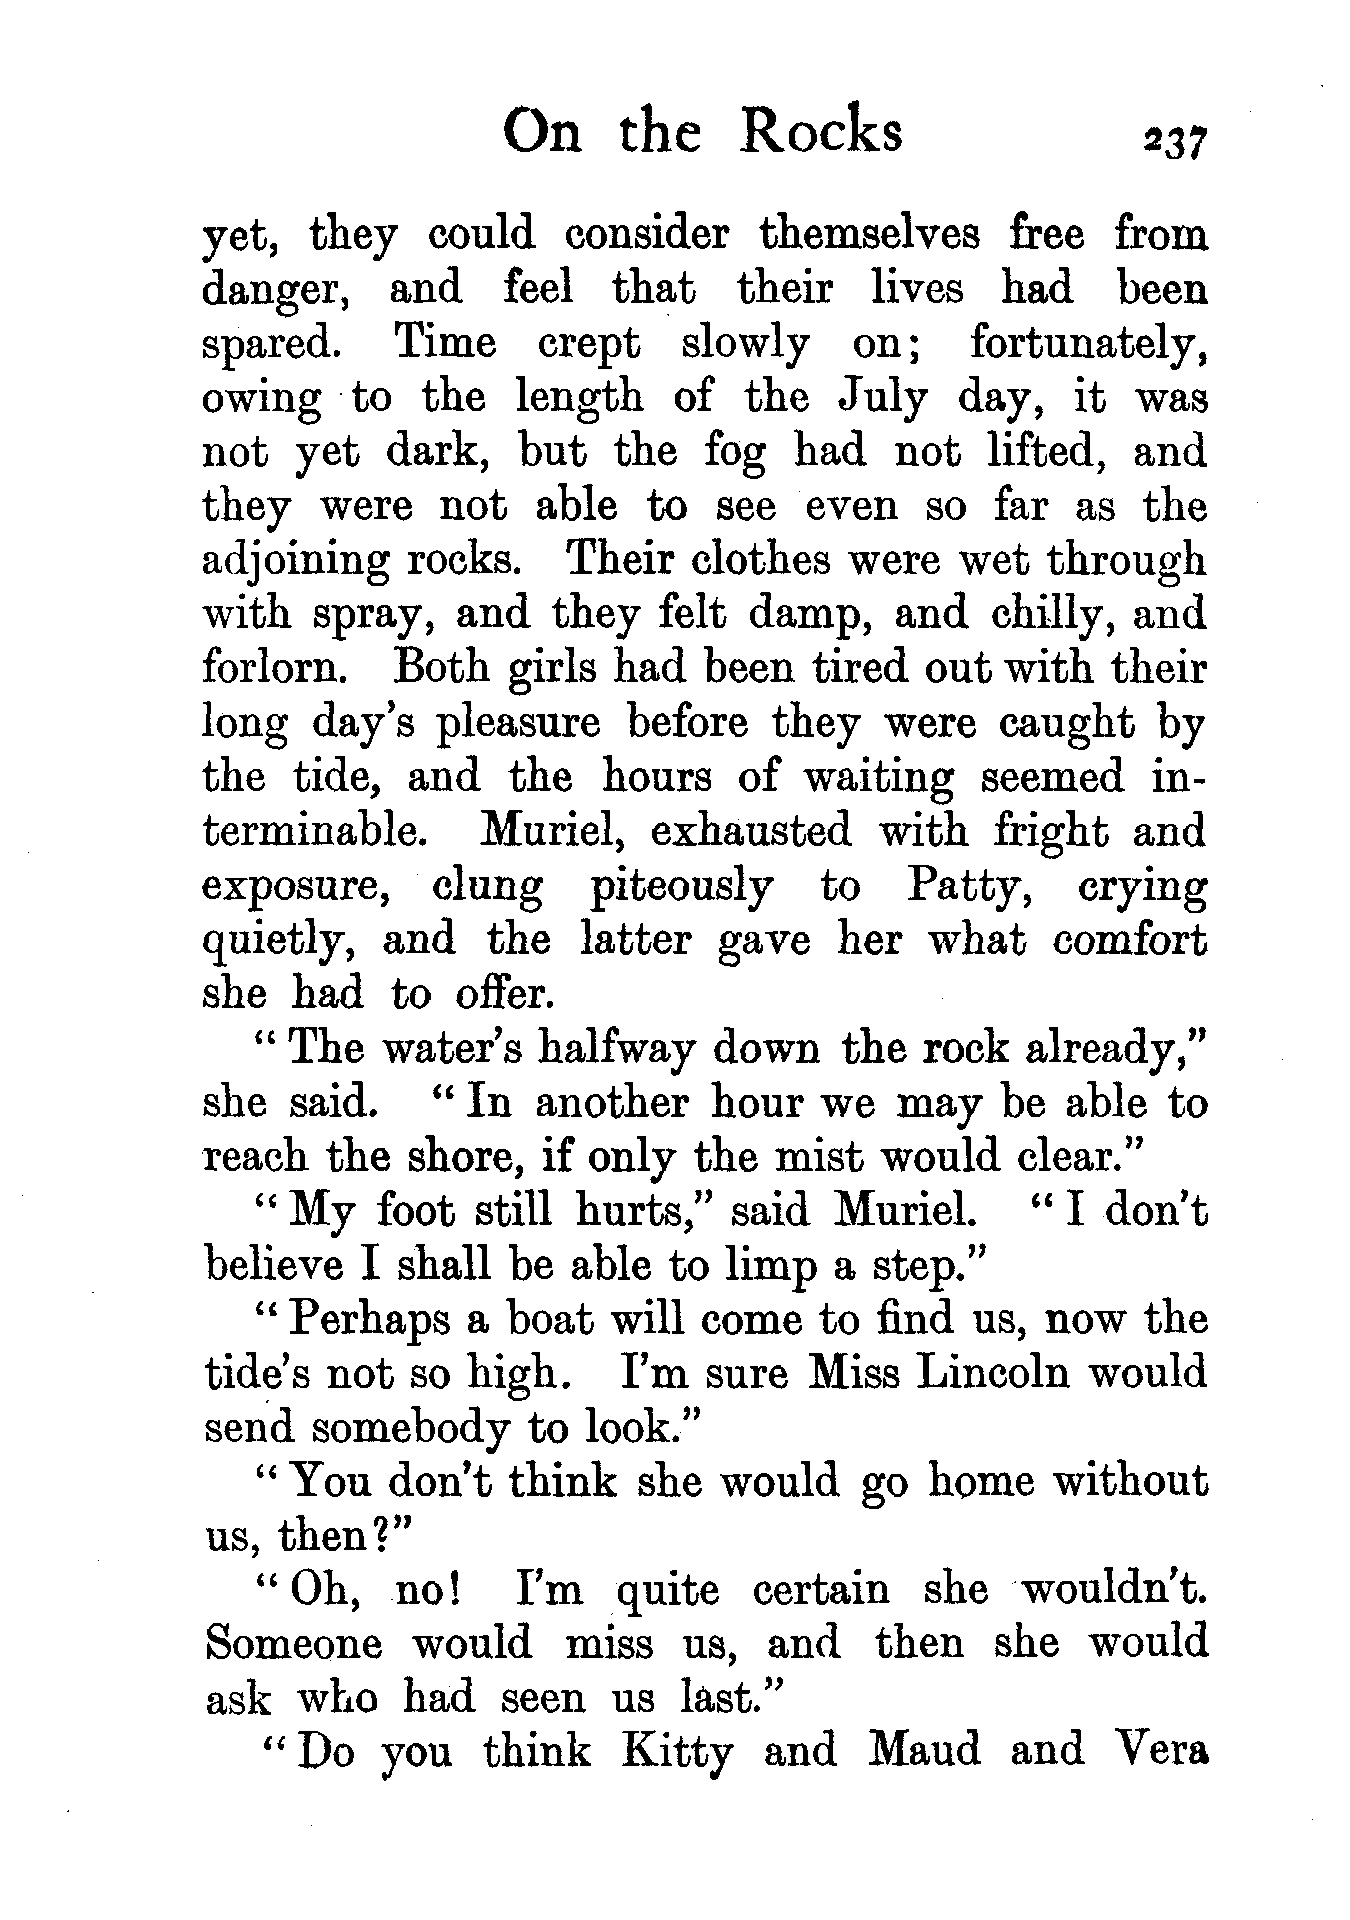 On the Rocks 237
yet, they could consider themselves free from
danger, and feel that their lives had been
spared. Time crept slowly on; fortunately,
owing to the length of the July day, it was
not yet dark, but the fog had not lifted, and
they were not able to see even so far as the
adjoining rocks. Their clothes were wet through
with spray, and they felt damp, and chilly, and
forlorn. Both girls had been tired out with their
long day's pleasure before they were caught by
the tide, and the hours of waiting seemed in-
terminable. Muriel, exhausted with fright and
exposure, clung piteously to Patty, crying
quietly, and the latter gave her what comfort
she had to offer.
“The water's halfway down the rock already,”
she said. “In another hour we may be able to
reach the shore, if only the mist would clear.”
“My foot still hurts,” said Muriel. “I don't
believe I shall be able to limp a step.”
“Perhaps a boat will come to find us, now the
tide's not so high. I'm sure Miss Lincoln would
send somebody to look.”
“You don't think she would go home without
us, then?”
“Oh, no! I'm quite certain she wouldn't.
Someone would miss us, and then she would
ask who had seen us last.”
“Do you think Kitty and Maud and Vera